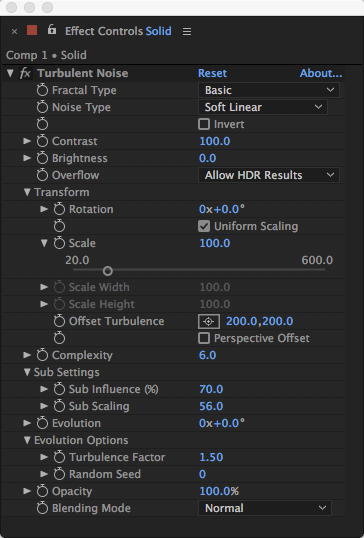 Effect Controls Solid
Comp 1 • Solid
fx Turbulent Noise Reset About...
Fractal Type Basic
Noise Type Soft Linear
Invert
Contrast 100.0
Brightness 0.0
Overflow Allow HDR Results
Transform
Rotation 0x+0.0°
Uniform Scaling
Scale 100.0
20.0 600.0
Scale Width 100.0
Scale Height 100.0
Offset Turbulence 200.0,200.0
Perspective Offset
Complexity 6.0
Sub Settings
Sub Influence (%) 70.0
Sub Scaling 56.0
Evolution 0x+0.0°
Evolution Options
Turbulence Factor 1.50
Random Seed 0
Opacity 100.0%
Blending Mode Normal